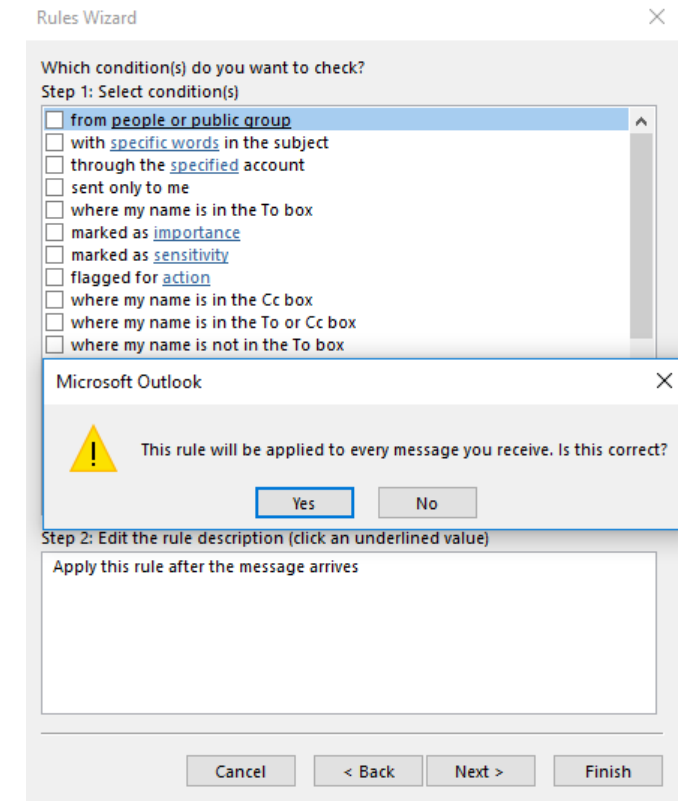 Rules Wizard
Which condition(s) do you want to check?
Step 1: Select condition(s)
from people or public group
with specific words in the subject
through the specified account
sent only to me
where my name is in the To box
marked as importance
marked as sensitivity
flagged for action
where my name is in the Cc box
where my name is in the To or Cc box
where my name is not in the To box
Microsoft Outlook
This rule will be applied to every message you receive. Is this correct?
Yes No
Step 2: Edit the rule description (click an underlined value)
Apply this rule after the message arrives
Cancel < Back Next > Finish